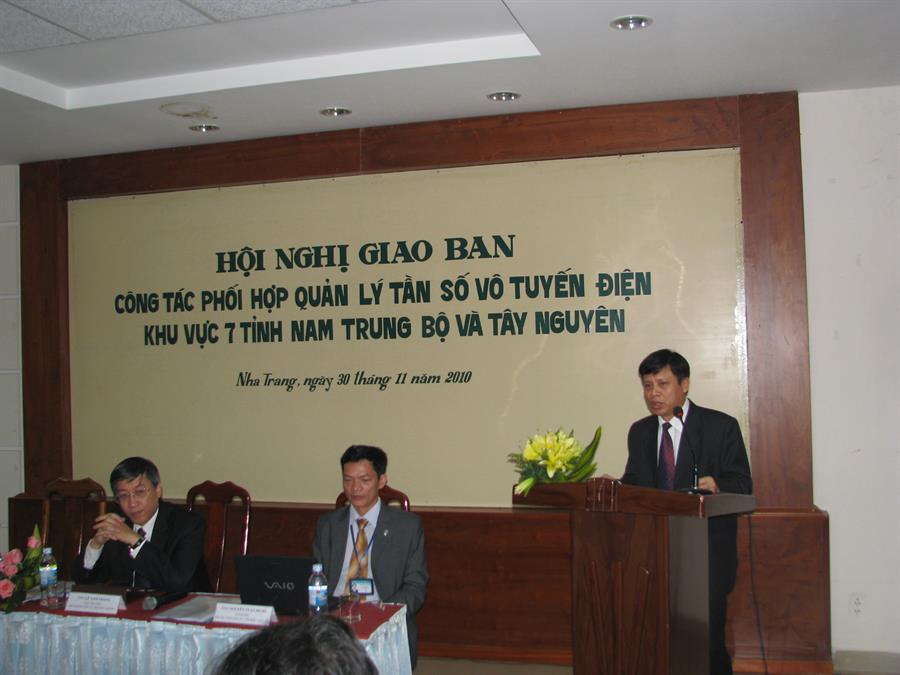 HỘI NGHỊ GIAO BAN
CÔNG TÁC PHỐI HỢP QUẢN LÝ TẦN SỐ VÔ TUYẾN ĐIỆN
KHU VỰC 7 TỈNH NAM TRUNG BỘ VÀ TÂY NGUYÊN
Nha Trang, ngày 30 tháng 11 năm 2010
VAIO